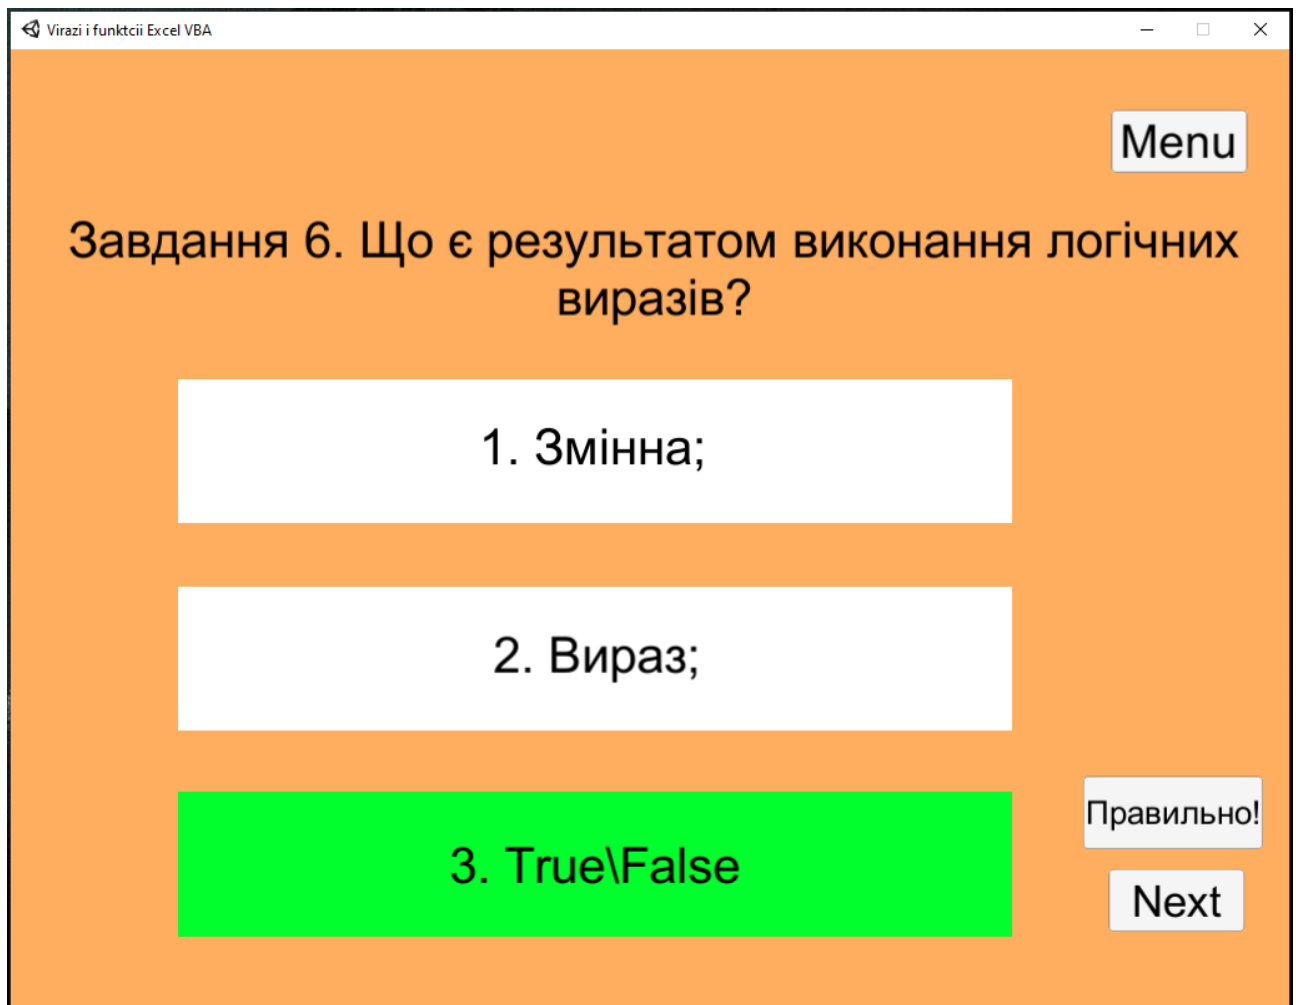 Virazi i funktcii Excel VBA
Menu
Завдання 6. Що є результатом виконання логічних
виразів?
1. Змінна;
2. Вираз;
3. True\False
Правильно!
Next